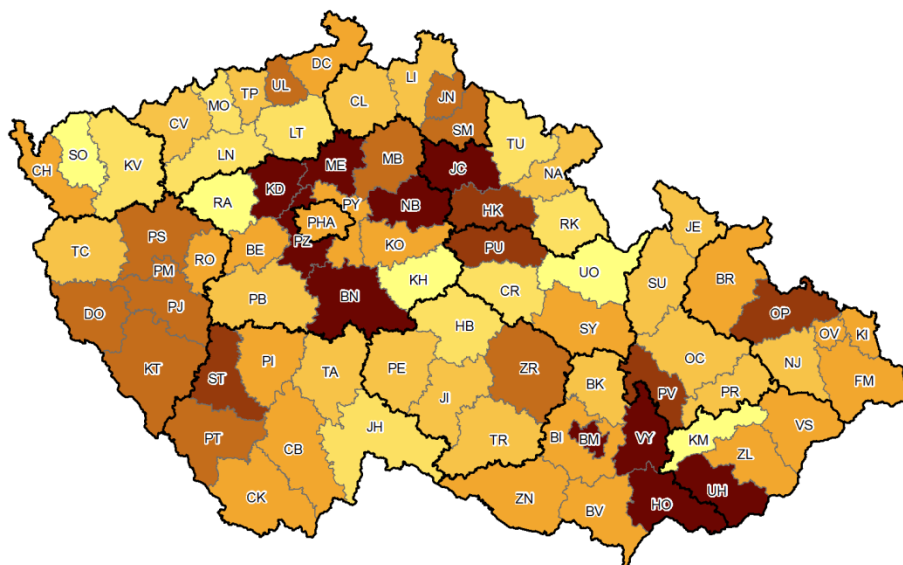 DC
LI
UL
JN
TP
MO
CL
CV
SM
LT
TU
MB
SO
LN
ME
JC
CH
KV
NA
KD
RA
NB
PY
HK
RK
PHA
JE
PS
PZ
KO
PU
TC
RO
BE
UO
SU
BR
PM
KH
CR
BN
PB
PJ
DO
OP
SY
HB
OV
KI
OC
NJ
KT
ST
PI
TA
PE
ZR
FM
BK
PV
PR
JI
VS
JH
PT
TR
BI
BM
VY
KM
CB
ZL
UH
CK
ZN
BV
HO